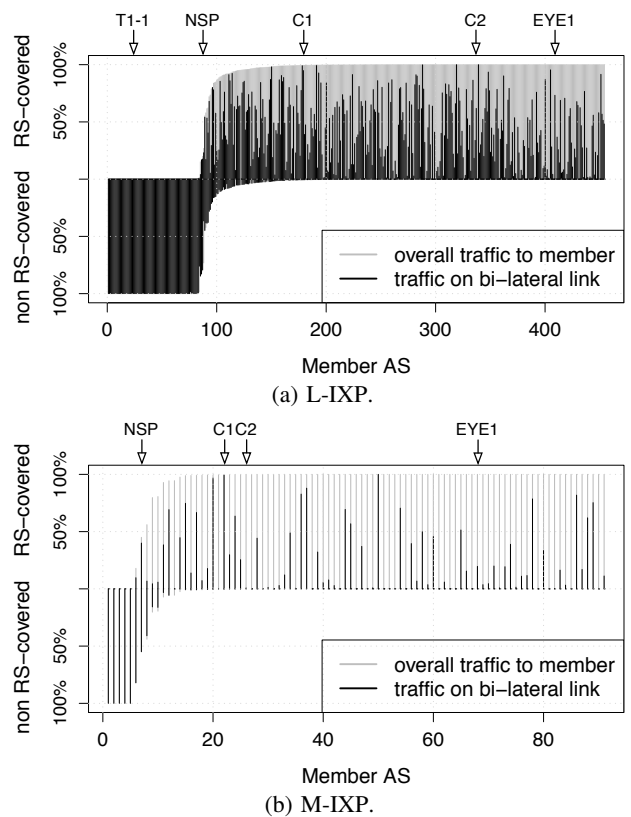 T1-1 NSP C1 C2 EYE1
RS-covered
non RS-covered
100%
50%
50%
100%
overall traffic to member
traffic on bi-lateral link
0 100 200 300 400
Member AS
(a) L-IXP.
NSP C1C2 EYE1
RS-covered
non RS-covered
100%
50%
50%
100%
overall traffic to member
traffic on bi-lateral link
0 20 40 60 80
Member AS
(b) M-IXP.